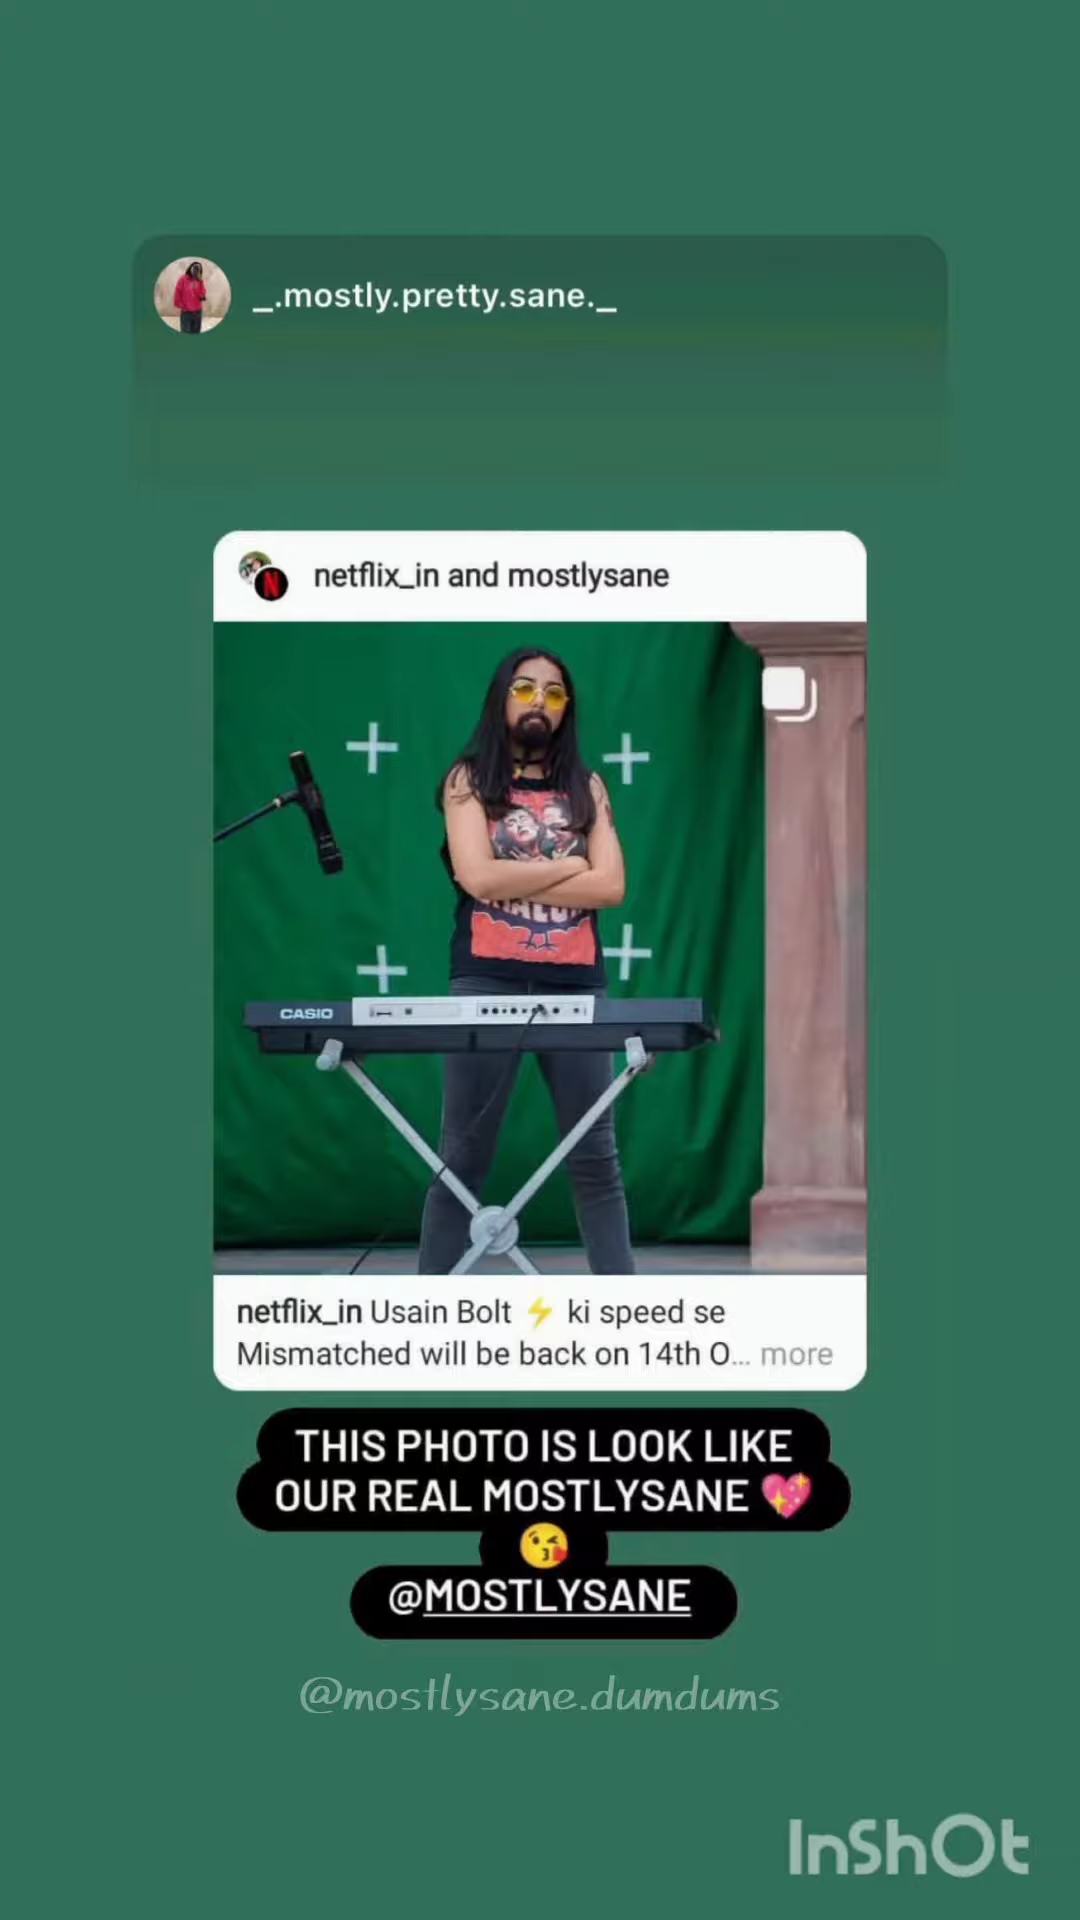 _.mostly.pretty.sane._
netflix_in and mostlysane
CASIO
netflix_in Usain Bolt ⚡ ki speed se
Mismatched will be back on 14th O... more
THIS PHOTO IS LOOK LIKE
OUR REAL MOSTLYSANE 💖
😘
@MOSTLYSANE
@mostlysane.dumdums
InShOt